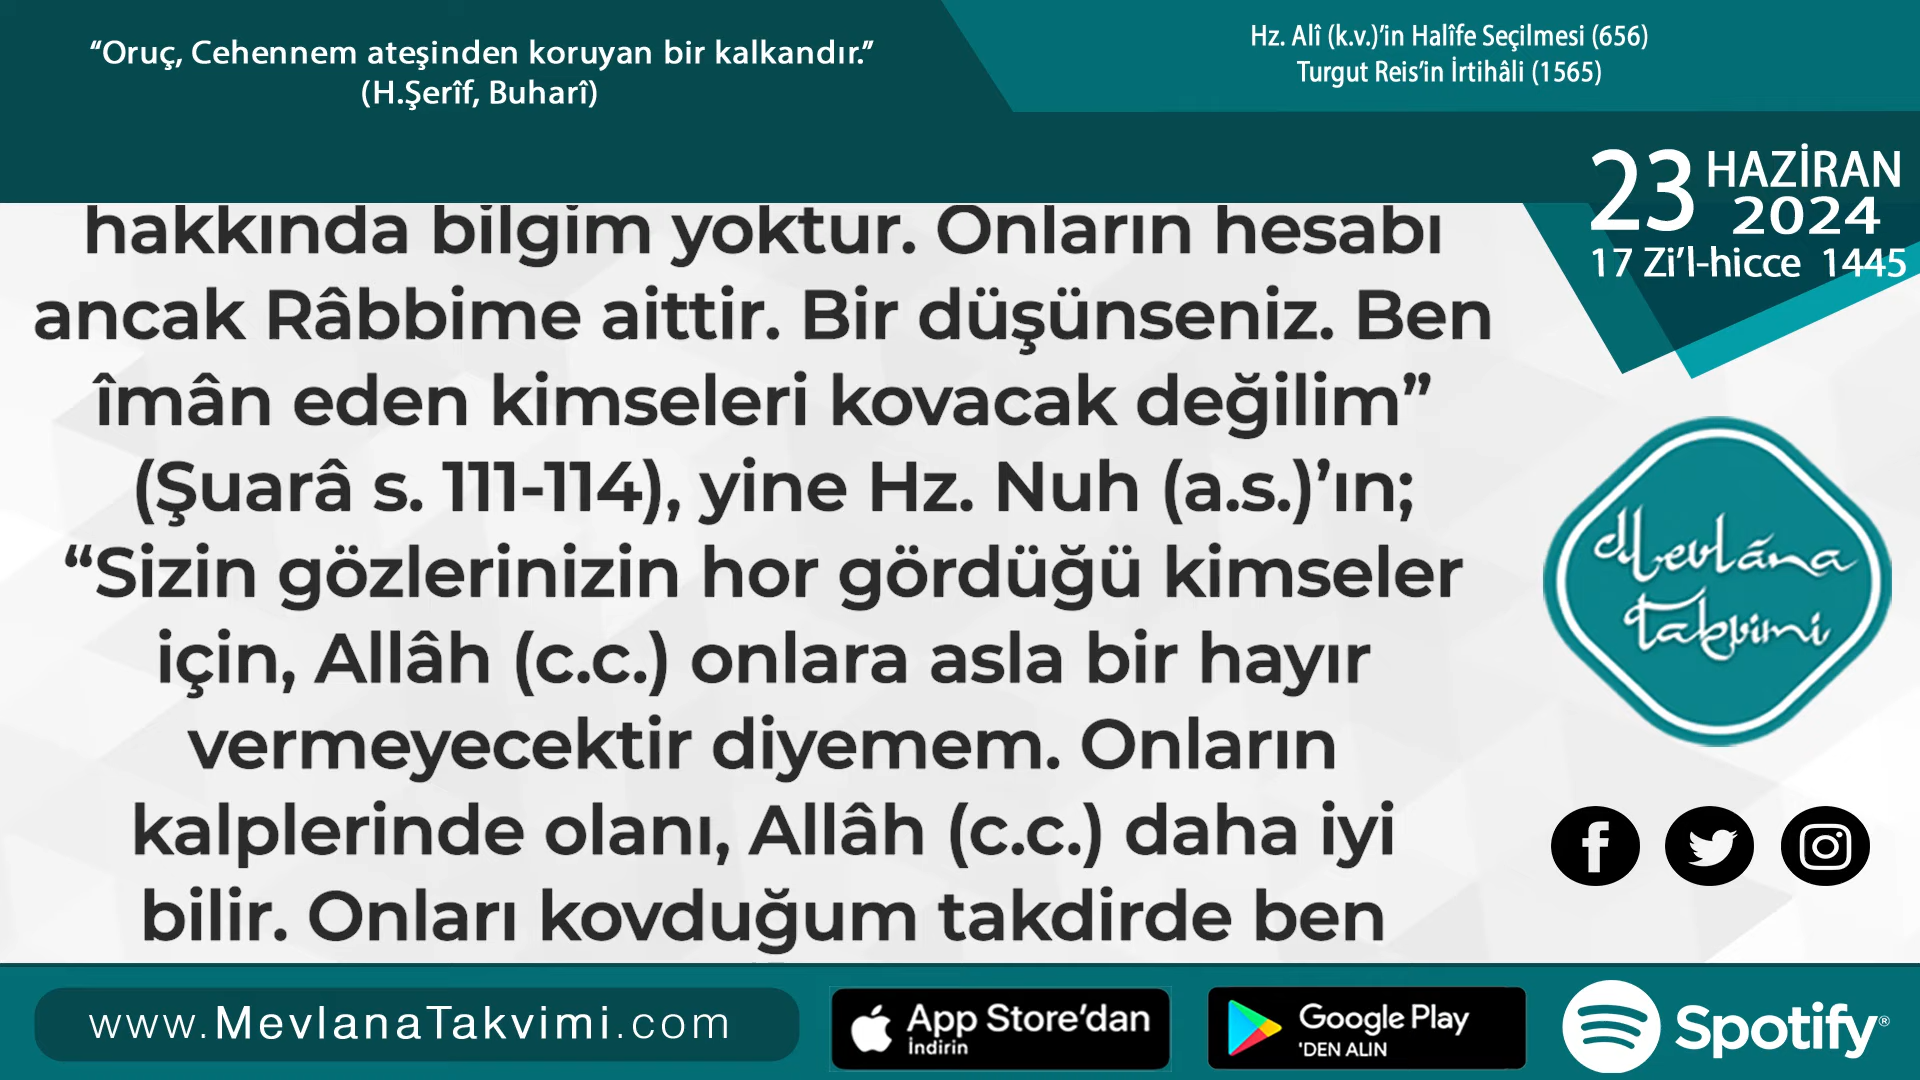 “Oruç, Cehennem ateşinden koruyan bir kalkandır.”
(H.Şerîf, Buharî)
Hz. Alî (k.v.)’in Halîfe Seçilmesi (656)
Turgut Reis’in İrtihâli (1565)
23 HAZİRAN
2024
17 Zi’l-hicce 1445
hakkında bilgim yoktur. Onların hesabı
ancak Râbbime aittir. Bir düşünseniz. Ben
îmân eden kimseleri kovacak değilim”
(Şuarâ s. 111-114), yine Hz. Nuh (a.s.)’ın;
“Sizin gözlerinizin hor gördüğü kimseler
için, Allâh (c.c.) onlara asla bir hayır
vermeyecektir diyemem. Onların
kalplerinde olanı, Allâh (c.c.) daha iyi
bilir. Onları kovduğum takdirde ben
Mevlâna
Takvimi
www.MevlanaTakvimi.com
App Store’dan
İndirin
Google Play
'DEN ALIN
Spotify®